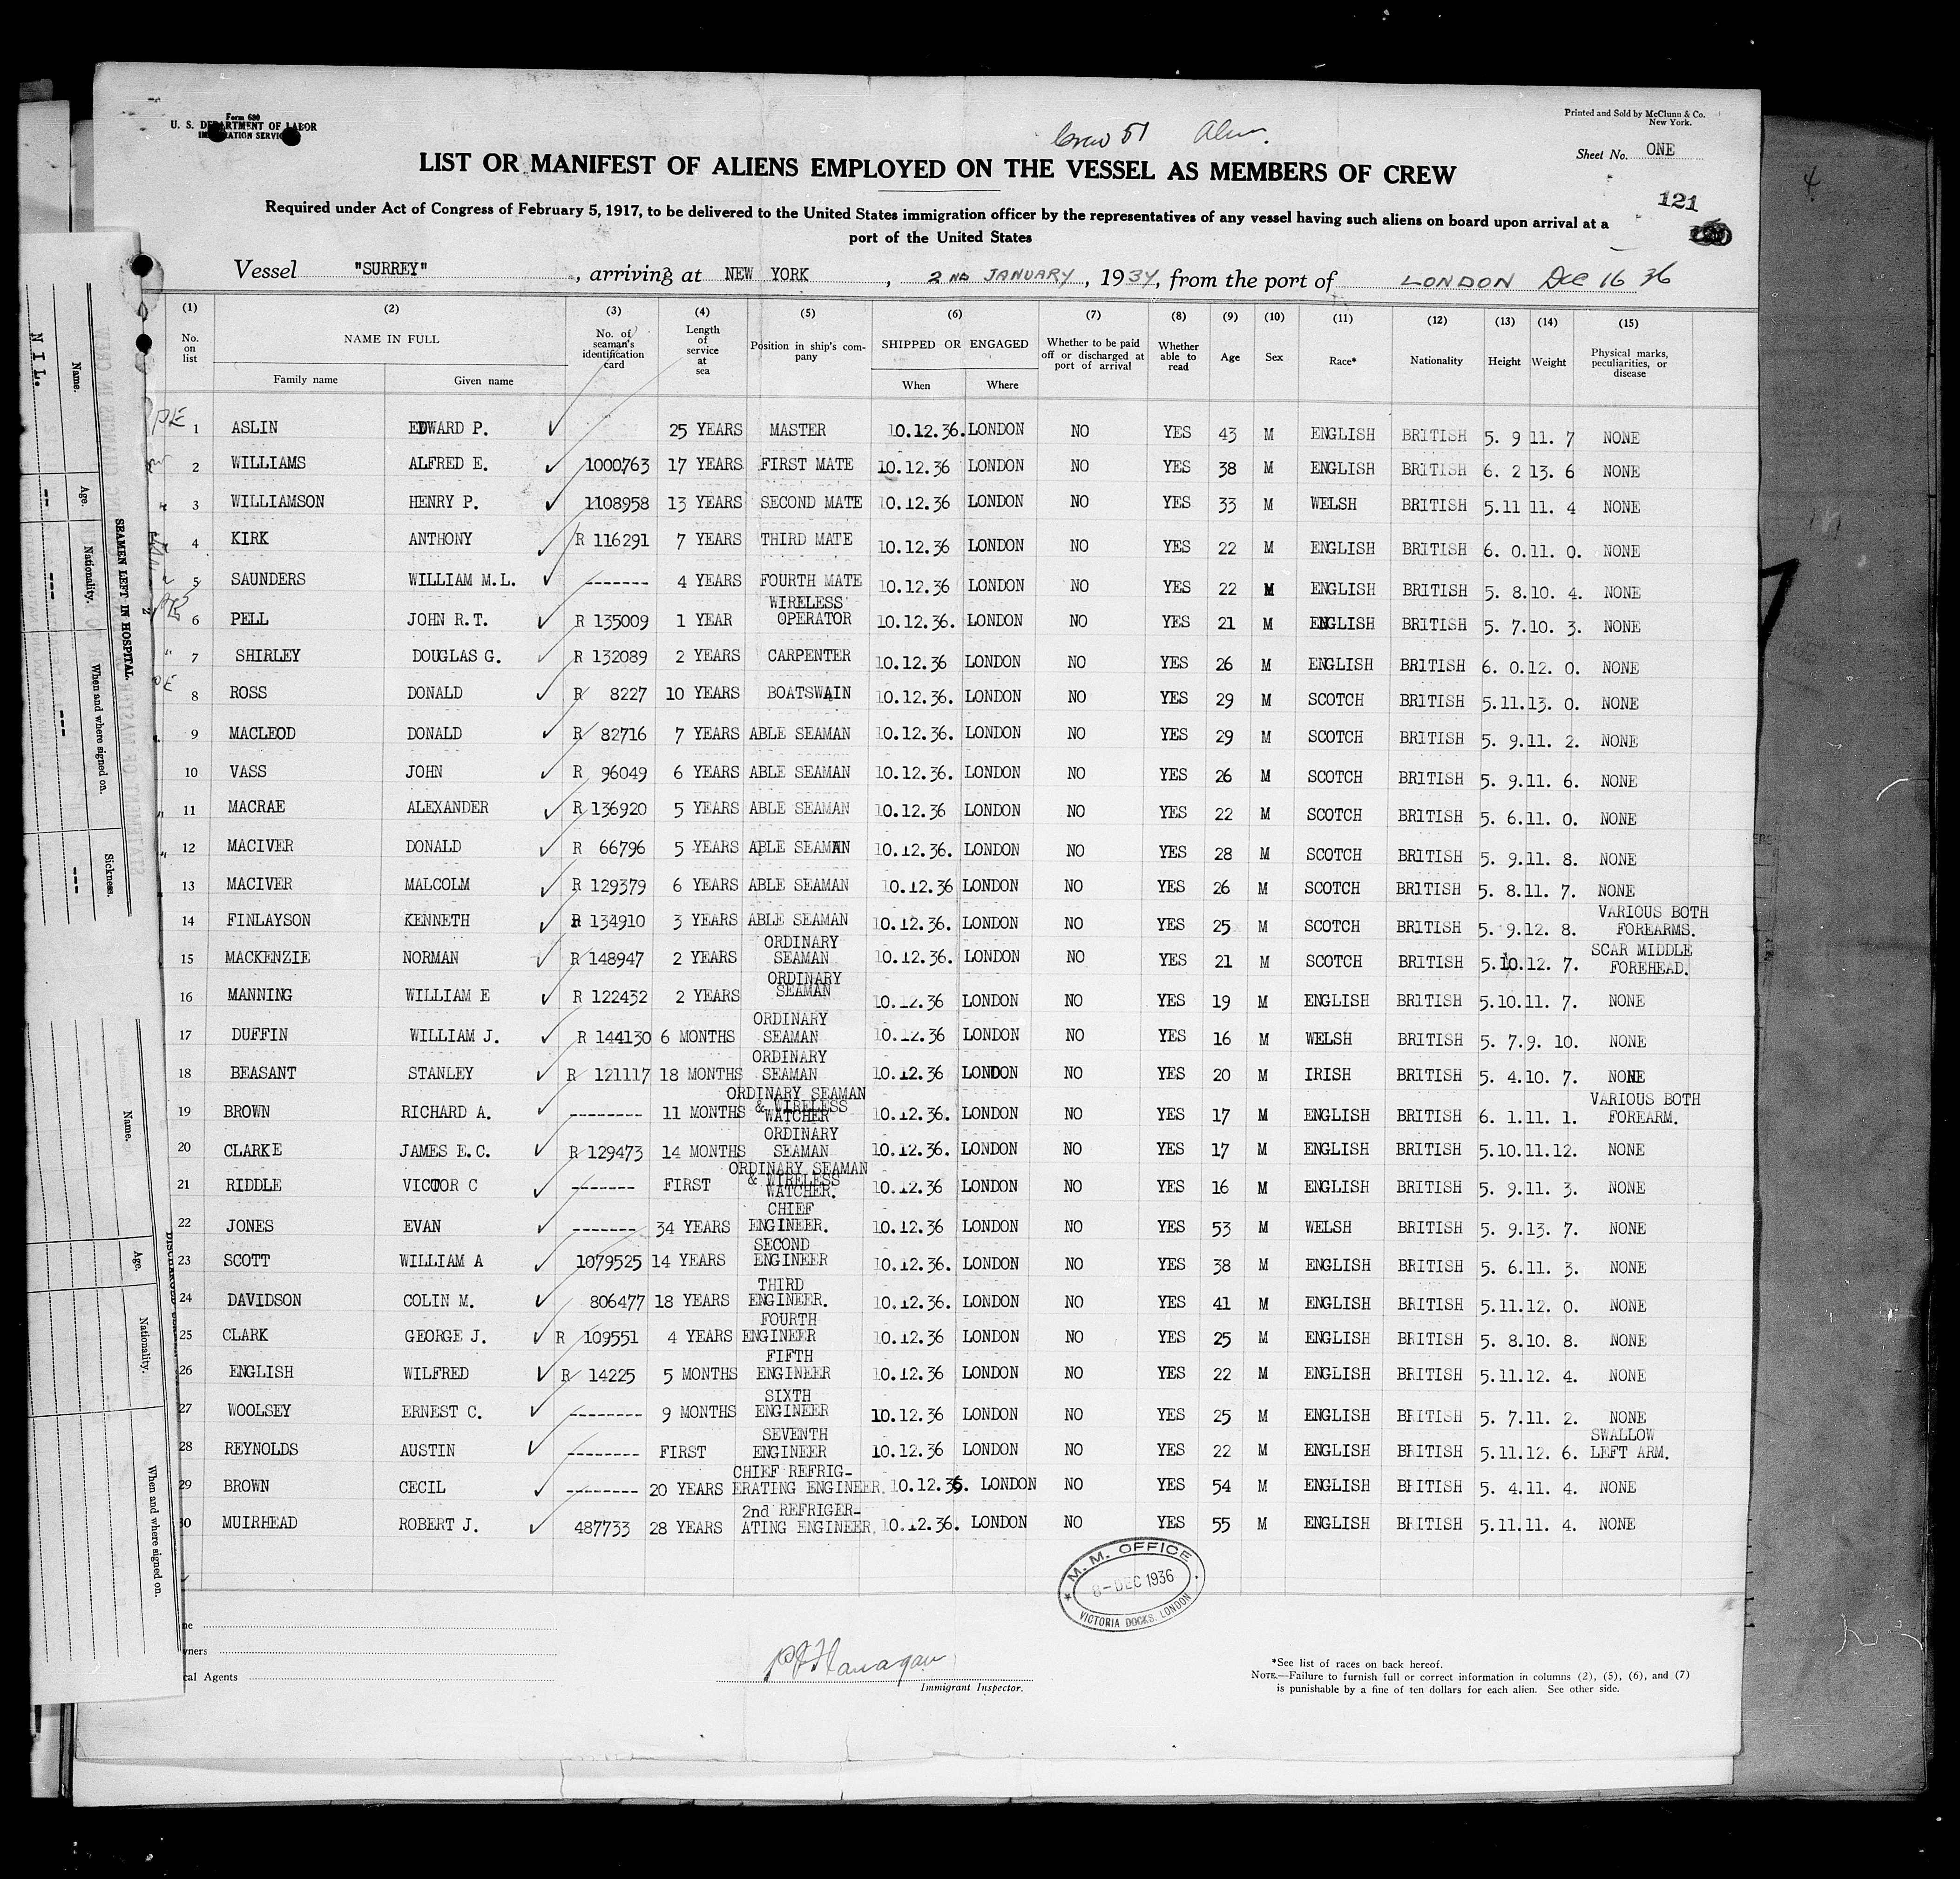 Form 680
U. S. DEPARTMENT OF LABOR
IMMIGRATION SERVICE
Printed and Sold by McClunn & Co.
New York.
Crew 51 Alien.
Sheet No. ONE
LIST OR MANIFEST OF ALIENS EMPLOYED ON THE VESSEL AS MEMBERS OF CREW
121
Required under Act of Congress of February 5, 1917, to be delivered to the United States immigration officer by the representatives of any vessel having such aliens on board upon arrival at a
port of the United States
Vessel "SURREY", arriving at NEW YORK, 2ND JANUARY, 1937, from the port of LONDON Dec 16 36
(1) (2) (3) (4) (5) (6) (7) (8) (9) (10) (11) (12) (13) (14) (15)
No. on list NAME IN FULL Family name Given name No. of seaman's identification card Length of service at sea Position in ship's company SHIPPED OR ENGAGED When Where Whether to be paid off or discharged at port of arrival Whether able to read Age Sex Race* Nationality Height Weight Physical marks, peculiarities, or disease
1 ASLIN EDWARD P. 25 YEARS MASTER 10.12.36. LONDON NO YES 43 M ENGLISH BRITISH 5. 9 11. 7 NONE
2 WILLIAMS ALFRED E. 1000763 17 YEARS FIRST MATE 10.12.36 LONDON NO YES 38 M ENGLISH BRITISH 6. 2 13. 6 NONE
3 WILLIAMSON HENRY P. 1108958 13 YEARS SECOND MATE 10.12.36 LONDON NO YES 33 M WELSH BRITISH 5.11 11. 4 NONE
4 KIRK ANTHONY R 116291 7 YEARS THIRD MATE 10.12.36 LONDON NO YES 22 M ENGLISH BRITISH 6. 0. 11. 0. NONE
5 SAUNDERS WILLIAM M.L. ------- 4 YEARS FOURTH MATE 10.12.36 LONDON NO YES 22 M ENGLISH BRITISH 5. 8. 10. 4. NONE
6 PELL JOHN R.T. R 135009 1 YEAR WIRELESS OPERATOR 10.12.36. LONDON NO YES 21 M ENGLISH BRITISH 5. 7. 10. 3. NONE
7 SHIRLEY DOUGLAS G. R 132089 2 YEARS CARPENTER 10.12.36 LONDON NO YES 26 M ENGLISH BRITISH 6. 0. 12. 0. NONE
8 ROSS DONALD R 8227 10 YEARS BOATSWAIN 10.12.36. LONDON NO YES 29 M SCOTCH BRITISH 5.11. 13. 0. NONE
9 MACLEOD DONALD R 82716 7 YEARS ABLE SEAMAN 10.12.36. LONDON NO YES 29 M SCOTCH BRITISH 5. 9. 11. 2. NONE
10 VASS JOHN R 96049 6 YEARS ABLE SEAMAN 10.12.36. LONDON NO YES 26 M SCOTCH BRITISH 5. 9. 11. 6. NONE
11 MACRAE ALEXANDER R 136920 5 YEARS ABLE SEAMAN 10.12.36 LONDON NO YES 22 M SCOTCH BRITISH 5. 6. 11. 0. NONE
12 MACIVER DONALD R 66796 5 YEARS ABLE SEAMAN 10.12.36. LONDON NO YES 28 M SCOTCH BRITISH 5. 9. 11. 8. NONE
13 MACIVER MALCOLM R 129379 6 YEARS ABLE SEAMAN 10.12.36 LONDON NO YES 26 M SCOTCH BRITISH 5. 8. 11. 7. NONE
14 FINLAYSON KENNETH R 134910 3 YEARS ABLE SEAMAN 10.12.36. LONDON NO YES 25 M SCOTCH BRITISH 5. 9. 12. 8. VARIOUS BOTH FOREARMS.
15 MACKENZIE NORMAN R 148947 2 YEARS ORDINARY SEAMAN 10.12.36. LONDON NO YES 21 M SCOTCH BRITISH 5.10. 12. 7. SCAR MIDDLE FOREHEAD.
16 MANNING WILLIAM E R 122432 2 YEARS ORDINARY SEAMAN 10.12.36 LONDON NO YES 19 M ENGLISH BRITISH 5.10. 11. 7. NONE
17 DUFFIN WILLIAM J. R 144130 6 MONTHS ORDINARY SEAMAN 10.12.36 LONDON NO YES 16 M WELSH BRITISH 5. 7. 9. 10. NONE
18 BEASANT STANLEY R 121117 18 MONTHS ORDINARY SEAMAN 10.12.36 LONDON NO YES 20 M IRISH BRITISH 5. 4. 10. 7. NONE
19 BROWN RICHARD A. -------- 11 MONTHS ORDINARY SEAMAN & WIRELESS WATCHER 10.12.36. LONDON NO YES 17 M ENGLISH BRITISH 6. 1. 11. 1. VARIOUS BOTH FOREARM.
20 CLARKE JAMES E.C. R 129473 14 MONTHS ORDINARY SEAMAN 10.12.36. LONDON NO YES 17 M ENGLISH BRITISH 5.10. 11.12. NONE
21 RIDDLE VICTOR C ------- FIRST ORDINARY SEAMAN & WIRELESS WATCHER. 10.12.36 LONDON NO YES 16 M ENGLISH BRITISH 5. 9. 11. 3. NONE
22 JONES EVAN ------- 34 YEARS CHIEF ENGINEER. 10.12.36 LONDON NO YES 53 M WELSH BRITISH 5. 9. 13. 7. NONE
23 SCOTT WILLIAM A 1079525 14 YEARS SECOND ENGINEER 10.12.36. LONDON NO YES 38 M ENGLISH BRITISH 5. 6. 11. 3. NONE
24 DAVIDSON COLIN M. 806477 18 YEARS THIRD ENGINEER. 10.12.36. LONDON NO YES 41 M ENGLISH BRITISH 5.11. 12. 0. NONE
25 CLARK GEORGE J. R 109551 4 YEARS FOURTH ENGINEER 10.12.36 LONDON NO YES 25 M ENGLISH BRITISH 5. 8. 10. 8. NONE
26 ENGLISH WILFRED R 14225 5 MONTHS FIFTH ENGINEER 10.12.36 LONDON NO YES 22 M ENGLISH BRITISH 5.11. 12. 4. NONE
27 WOOLSEY ERNEST C. -------- 9 MONTHS SIXTH ENGINEER 10.12.36 LONDON NO YES 25 M ENGLISH BRITISH 5. 7. 11. 2. NONE
28 REYNOLDS AUSTIN -------- FIRST SEVENTH ENGINEER 10.12.36 LONDON NO YES 22 M ENGLISH BRITISH 5.11. 12. 6. SWALLOW LEFT ARM.
29 BROWN CECIL -------- 20 YEARS CHIEF REFRIG-ERATING ENGINEER. 10.12.36. LONDON NO YES 54 M ENGLISH BRITISH 5. 4. 11. 4. NONE
30 MUIRHEAD ROBERT J. 487733 28 YEARS 2nd REFRIGER-ATING ENGINEER. 10.12.36. LONDON NO YES 55 M ENGLISH BRITISH 5.11. 11. 4. NONE
M. M. OFFICE
8-DEC 1936
VICTORIA DOCKS, LONDON
P J Flanagan
Immigrant Inspector.
wners
cal Agents
*See list of races on back hereof.
NOTE.—Failure to furnish full or correct information in columns (2), (5), (6), and (7)
is punishable by a fine of ten dollars for each alien. See other side.
SEAMEN LEFT IN HOSPITAL.
Name. Age. Nationality. When and where signed on. Sickness.
NIL. -- --- --- ---
Name. Age. Nationality. When and where signed on.